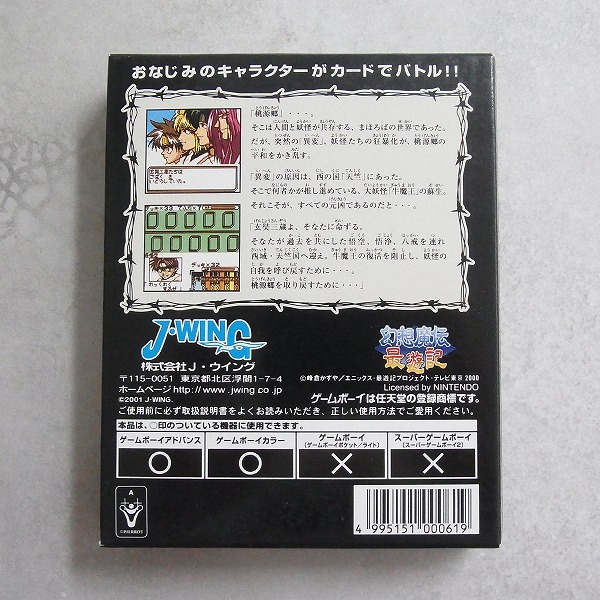 おなじみのキャラクターがカードでバトル!!
「桃源郷」・・・。
そこは人間と妖怪が共存する、まほろばの世界であった。
だが、突然の「異変」、妖怪たちの狂暴化が、桃源郷の
平和をかき乱す。
「異変」の原因は、西の国「天竺」にあった。
そこで何者かが推し進めている、大妖怪「牛魔王」の蘇生。
それこそが、すべての元凶であるのだと・・・。
「玄奘三蔵よ、そなたに命ずる。
そなたが過去を共にした悟空、悟浄、八戒を連れ
西域・天竺国へ迎え。牛魔王の復活を阻止し、妖怪の
自我を呼び戻すために・・・。
桃源郷を取り戻すために・・・」
J·WING
株式会社J・ウイング
〒115-0051 東京都北区浮間1-7-4
ホームページhttp://www.jwing.co.jp
©2001 J-WING.
幻想魔伝
最遊記
©峰倉かずや/エニックス・最遊記プロジェクト・テレビ東京 2000
Licensed by NINTENDO
ゲームボーイは任天堂の登録商標です。
ご使用前に必ず取扱説明書をよくお読みいただき、正しい使用方法でご愛用ください。
本品は、○印のついている機器に使用できます。
ゲームボーイアドバンス
ゲームボーイカラー
ゲームボーイ
(ゲームボーイポケット/ライト)
スーパーゲームボーイ
(スーパーゲームボーイ2)
○ ○ × ×
A
©PIERROT
4 995151 000619